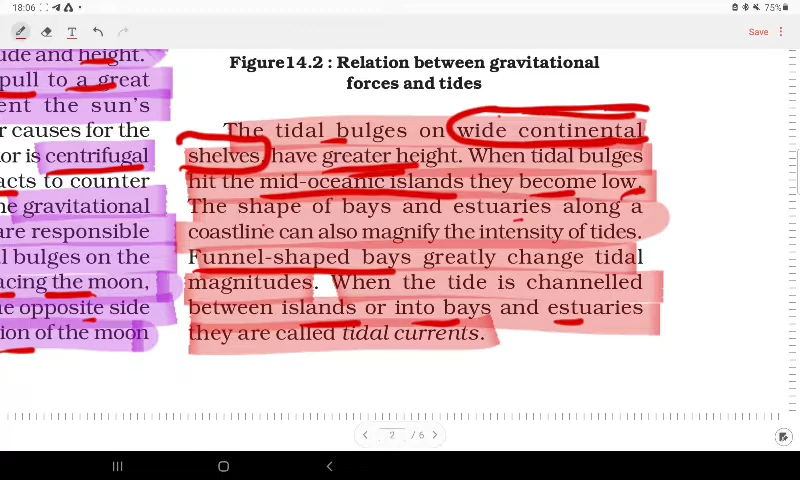 18:06
75%
Save
ude and height.
pull to a great
ent the sun's
r causes for the
or is centrifugal
acts to counter
he gravitational
are responsible
l bulges on the
acing the moon,
e opposite side
ion of the moon
Figure14.2 : Relation between gravitational
forces and tides
The tidal bulges on wide continental
shelves, have greater height. When tidal bulges
hit the mid-oceanic islands they become low.
The shape of bays and estuaries along a
coastline can also magnify the intensity of tides.
Funnel-shaped bays greatly change tidal
magnitudes. When the tide is channelled
between islands or into bays and estuaries
they are called tidal currents.
2 / 6